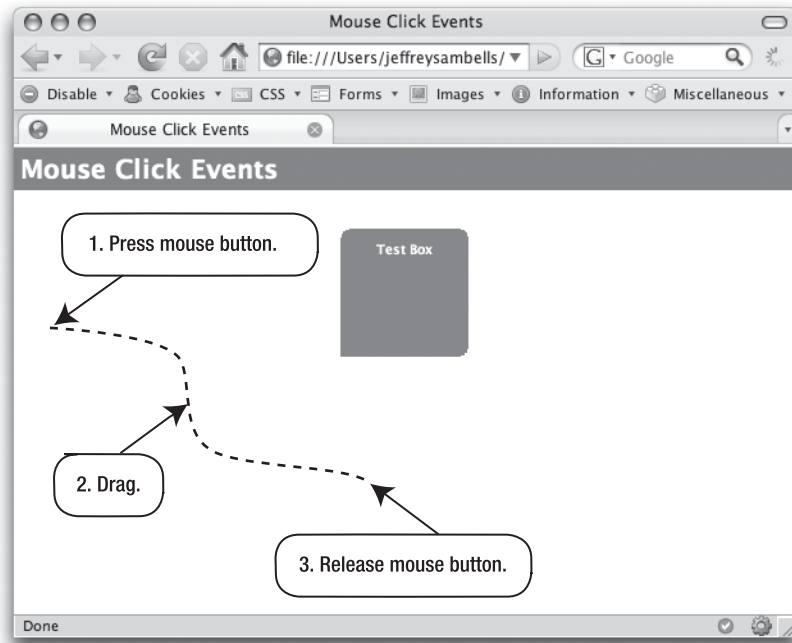 Mouse Click Events
file:///Users/jeffreysambells/
G Google
Disable Cookies CSS Forms Images Information Miscellaneous
Mouse Click Events
Mouse Click Events
1. Press mouse button.
Test Box
2. Drag.
3. Release mouse button.
Done